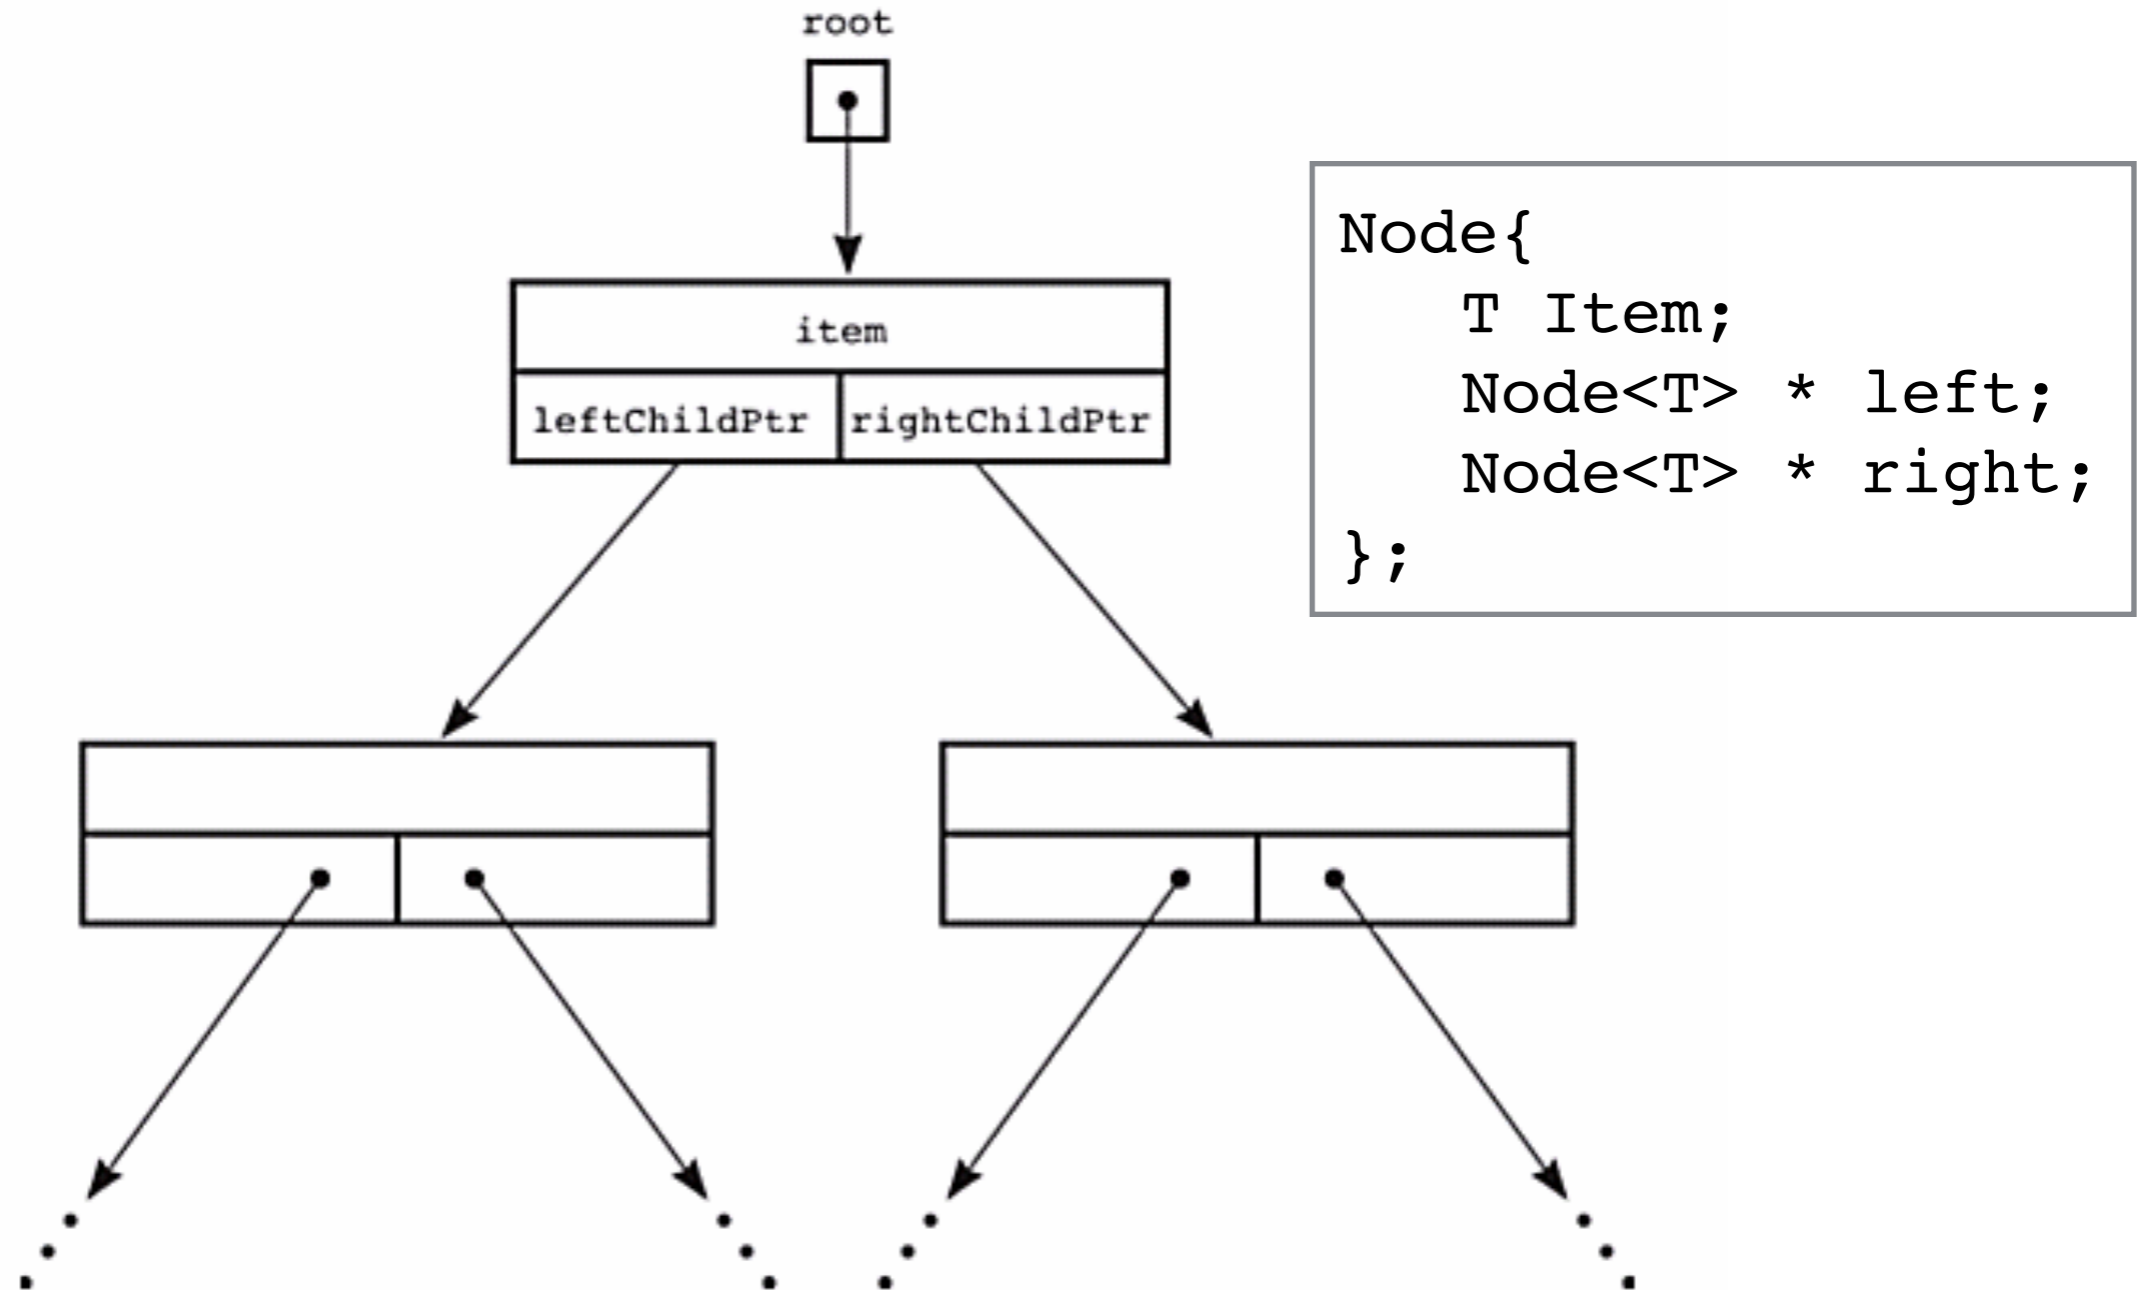 root
item
leftChildPtr
rightChildPtr
Node{
T Item;
Node<T> * left;
Node<T> * right;
};